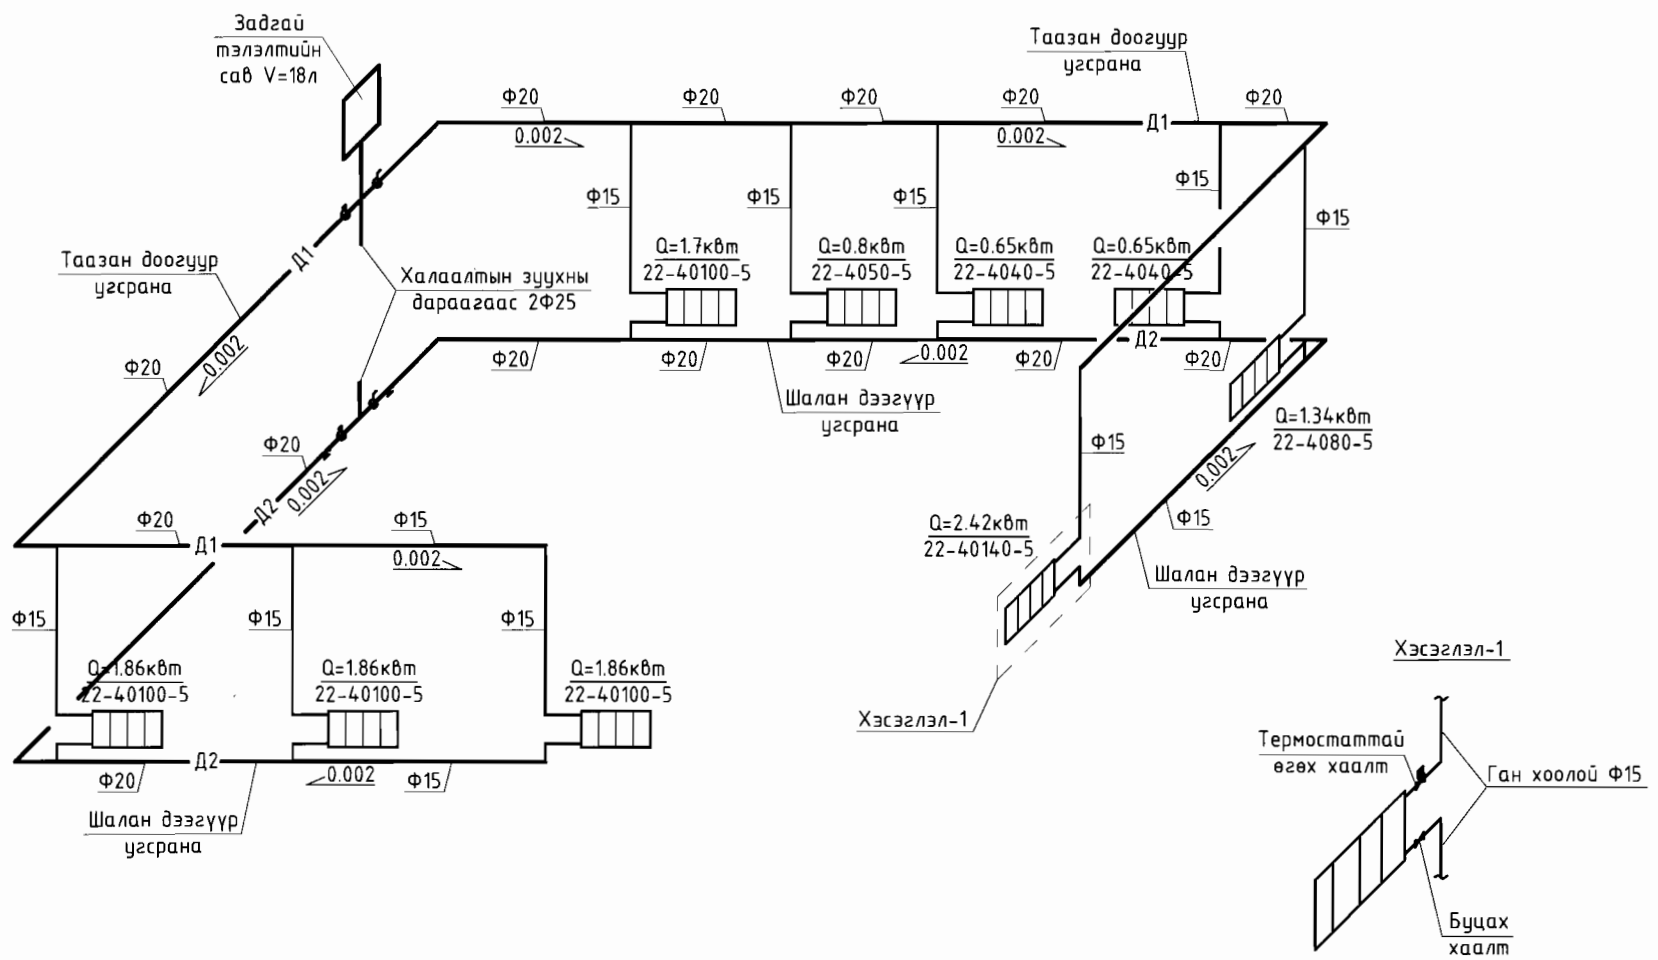 Задгай
тэлэлтийн
сав V=18л
Таазан доогуур
угсрана
Ф20
Ф20
Ф20
Ф20
Ф20
0.002
0.002
Д1
Ф15
Ф15
Ф15
Ф15
Ф15
Д1
Таазан доогуур
угсрана
Халаалтын зуухны
дараагаас 2Ф25
Q=1.7квт
22-40100-5
Q=0.8квт
22-4050-5
Q=0.65квт
22-4040-5
Q=0.65квт
22-4040-5
Ф20
0.002
Ф20
Ф20
Ф20
0.002
Ф20
Д2
Ф20
Шалан дээгүүр
угсрана
Q=1.34квт
22-4080-5
Ф20
0.002
Д2
Ф15
0.002
Ф15
Ф20
Д1
Ф15
0.002
Q=2.42квт
22-40140-5
Шалан дээгүүр
угсрана
Ф15
Ф15
Ф15
Q=1.86квт
22-40100-5
Q=1.86квт
22-40100-5
Q=1.86квт
22-40100-5
Хэсэглэл-1
Хэсэглэл-1
Ф20
Д2
0.002
Ф15
Шалан дээгүүр
угсрана
Термостаттай
өгөх хаалт
Ган хоолой Ф15
Буцах
хаалт